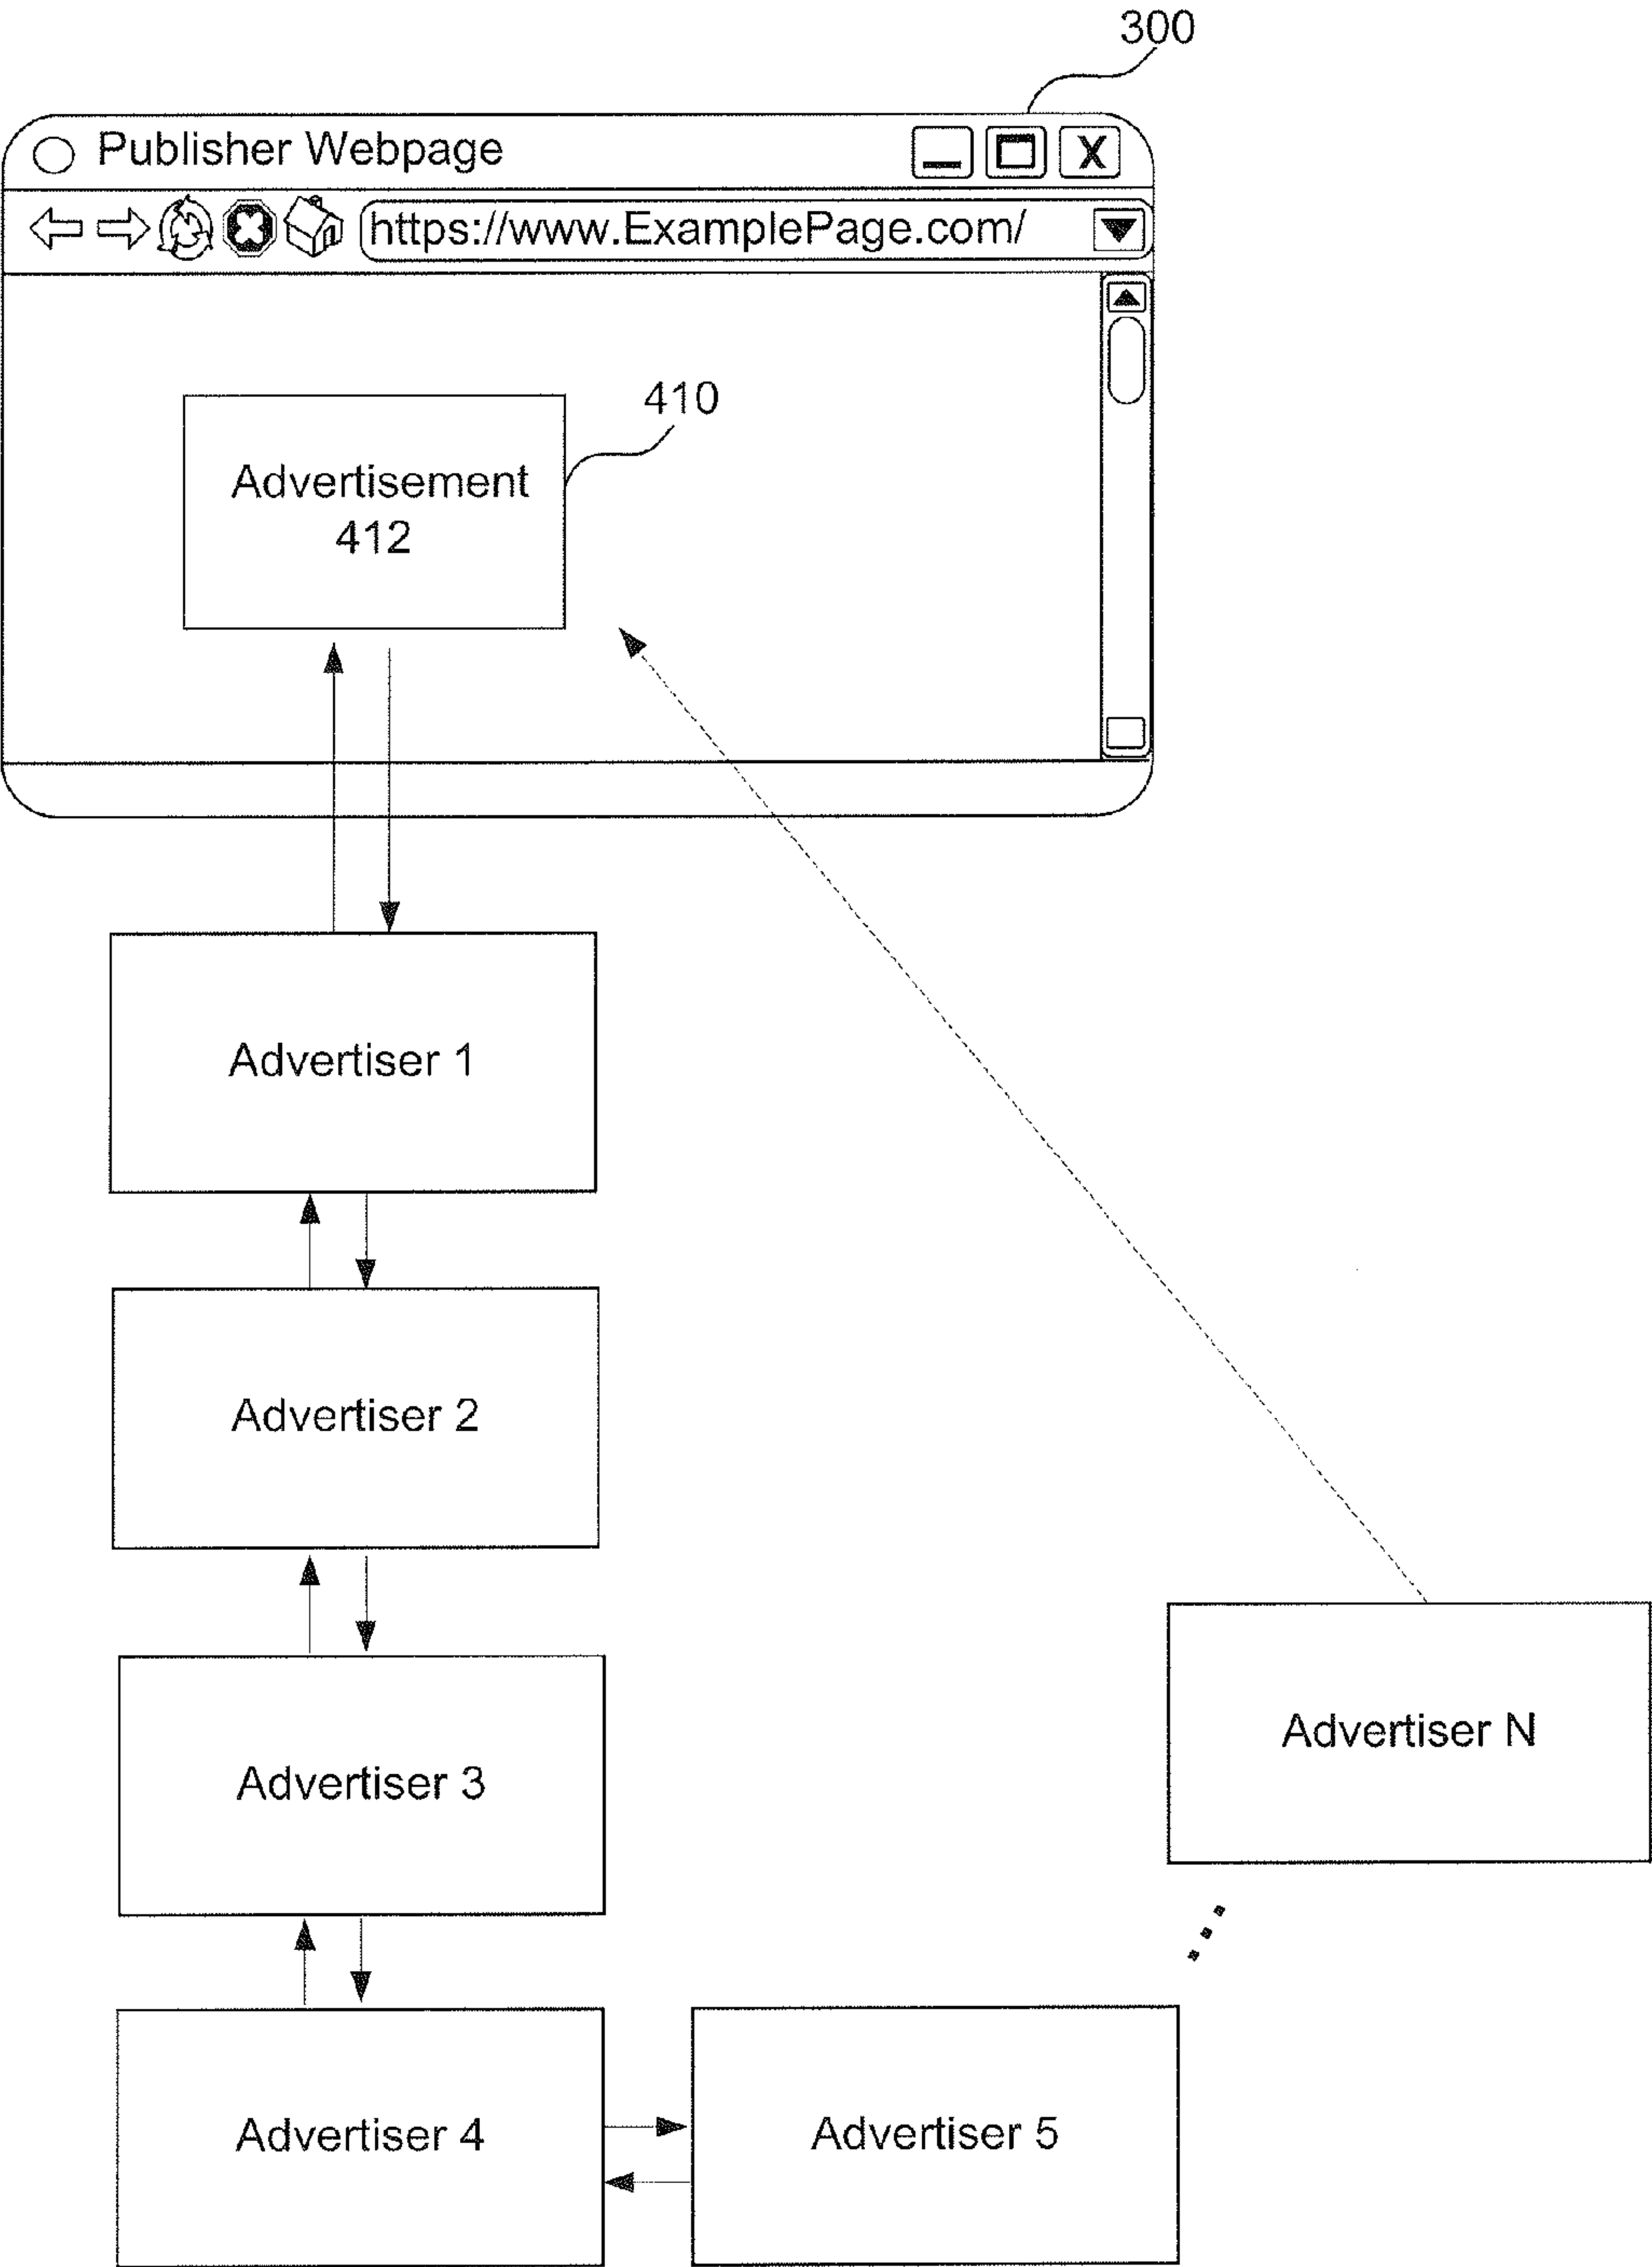 300
Publisher Webpage
X
https://www.ExamplePage.com/
410
Advertisement
412
Advertiser 1
Advertiser 2
Advertiser 3
Advertiser N
Advertiser 4
Advertiser 5